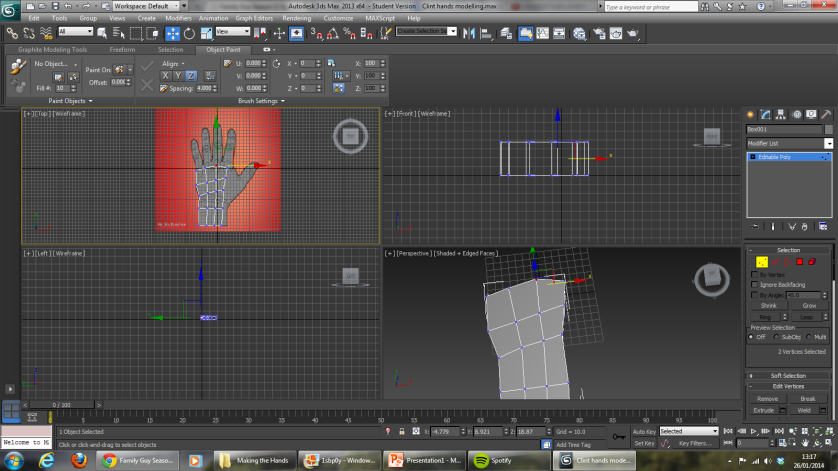 Workspace: Default
Autodesk 3ds Max 2013 x64 - Student Version Clint hands modelling.max
Type a keyword or phrase
Edit Tools Group Views Create Modifiers Animation Graph Editors Rendering Customize MAXScript Help
All
View
Create Selection Se
Graphite Modeling Tools Freeform Selection Object Paint
No Object...
Paint On:
Fill #: 10
Offset: 0.000
Align:
X Y Z
Spacing: 4.000
U: 0.000
V: 0.000
W: 0.000
X: 0
Y: 0
Z: 0
X: 100
Y: 100
Z: 100
Paint Objects
Brush Settings
[+] [Top] [Wireframe]
[+] [Front] [Wireframe]
[+] [Left] [Wireframe]
[+] [Perspective] [Shaded + Edged Faces]
Box001
Modifier List
Editable Poly
Selection
By Vertex
Ignore Backfacing
By Angle: 45.0
Shrink Grow
Ring Loop
Preview Selection
Off SubObj Multi
2 Vertices Selected
Soft Selection
Edit Vertices
Remove Break
Extrude Weld
0 / 100
0 5 10 15 20 25 30 35 40 45 50 55 60 65 70 75 80 85 90 95 100
1 Object Selected
X: -4.779 Y: 8.921 Z: 18.87 Grid = 10.0
Auto Key Selected
Welcome to M
Click or click-and-drag to select objects
Add Time Tag
Set Key Key Filters...
0
Family Guy Seaso...
Making the Hands
1sbp0y - Window...
Presentation1 - M...
Spotify
Clint hands mode...
13:17
26/01/2014